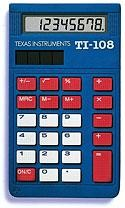 12345678.
TEXAS INSTRUMENTS TI-108
+/- √ % ÷
MRC M- M+ ×
7 8 9 −
4 5 6 +
1 2 3
ON/C 0 . =